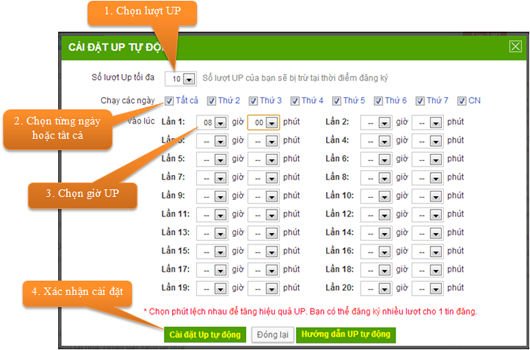 1. Chọn lượt UP
CÀI ĐẶT UP TỰ ĐỘNG
Số lượt Up tối đa 10 Số lượt UP của bạn sẽ bị trừ tại thời điểm đăng ký
Chạy các ngày Tất cả Thứ 2 Thứ 3 Thứ 4 Thứ 5 Thứ 6 Thứ 7 CN
2. Chọn từng ngày
hoặc tất cả
Vào lúc Lần 1: 08 giờ 00 phút Lần 2: -- giờ -- phút
-- giờ -- phút Lần 4: -- giờ -- phút
Lần 5: -- giờ -- phút Lần 6: -- giờ -- phút
Lần 7: -- giờ -- phút Lần 8: -- giờ -- phút
3. Chọn giờ UP
-- giờ -- phút Lần 10: -- giờ -- phút
Lần 11: -- giờ -- phút Lần 12: -- giờ -- phút
Lần 13: -- giờ -- phút Lần 14: -- giờ -- phút
Lần 15: -- giờ -- phút Lần 16: -- giờ -- phút
Lần 17: -- giờ -- phút Lần 18: -- giờ -- phút
Lần 19: -- giờ -- phút Lần 20: -- giờ -- phút
4. Xác nhận cài đặt
* Chọn phút lệch nhau để tăng hiệu quả UP. Bạn có thể đăng ký nhiều lượt cho 1 tin đăng.
Cài đặt Up tự động Đóng lại Hướng dẫn UP tự động